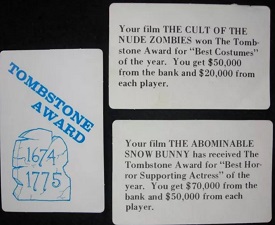 TOMBSTONE
AWARD
1674
1775
Your film THE CULT OF THE
NUDE ZOMBIES won The Tomb-
stone Award for "Best Costumes"
of the year. You get $50,000
from the bank and $20,000 from
each player.
Your film THE ABOMINABLE
SNOW BUNNY has received The
Tombstone Award for "Best Hor-
ror Supporting Actress" of the
year. You get $70,000 from the
bank and $50,000 from each
player.